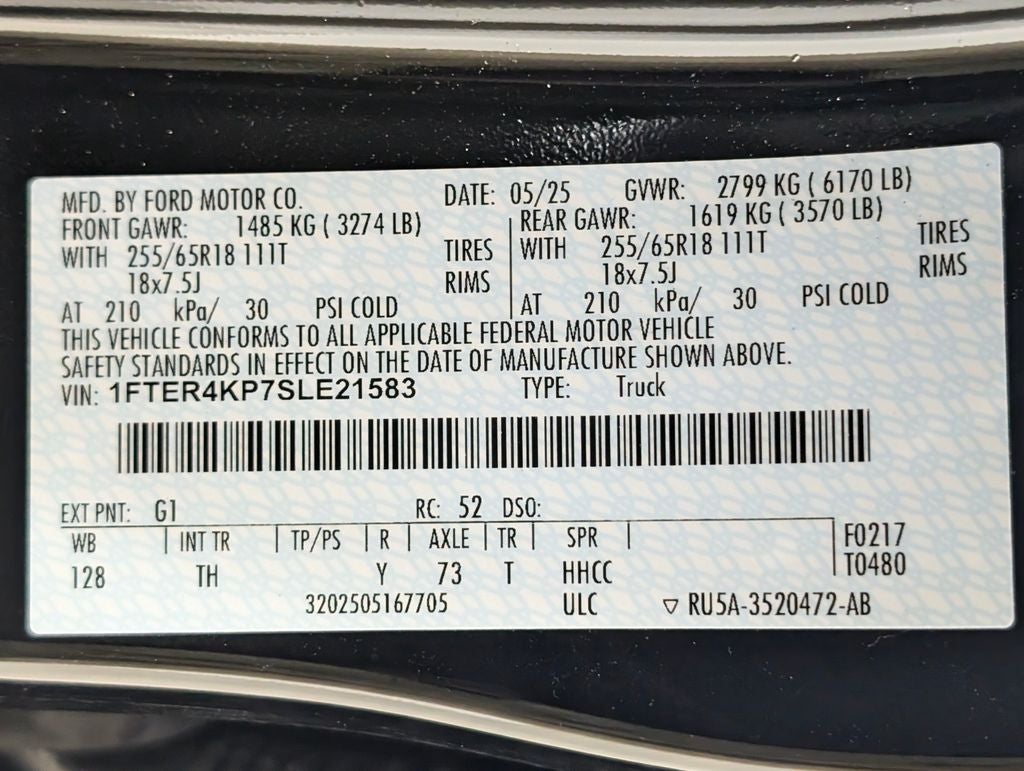 MFD. BY FORD MOTOR CO. DATE: 05/25 GVWR: 2799 KG ( 6170 LB)
FRONT GAWR: 1485 KG ( 3274 LB) REAR GAWR: 1619 KG ( 3570 LB)
WITH 255/65R18 111T TIRES WITH 255/65R18 111T TIRES
18x7.5J RIMS 18x7.5J RIMS
AT 210 kPa/ 30 PSI COLD AT 210 kPa/ 30 PSI COLD
THIS VEHICLE CONFORMS TO ALL APPLICABLE FEDERAL MOTOR VEHICLE
SAFETY STANDARDS IN EFFECT ON THE DATE OF MANUFACTURE SHOWN ABOVE.
VIN: 1FTER4KP7SLE21583 TYPE: Truck
EXT PNT: G1 RC: 52 DSO:
WB INT TR TP/PS R AXLE TR SPR F0217
128 TH Y 73 T HHCC T0480
3202505167705 ULC ▽ RU5A-3520472-AB